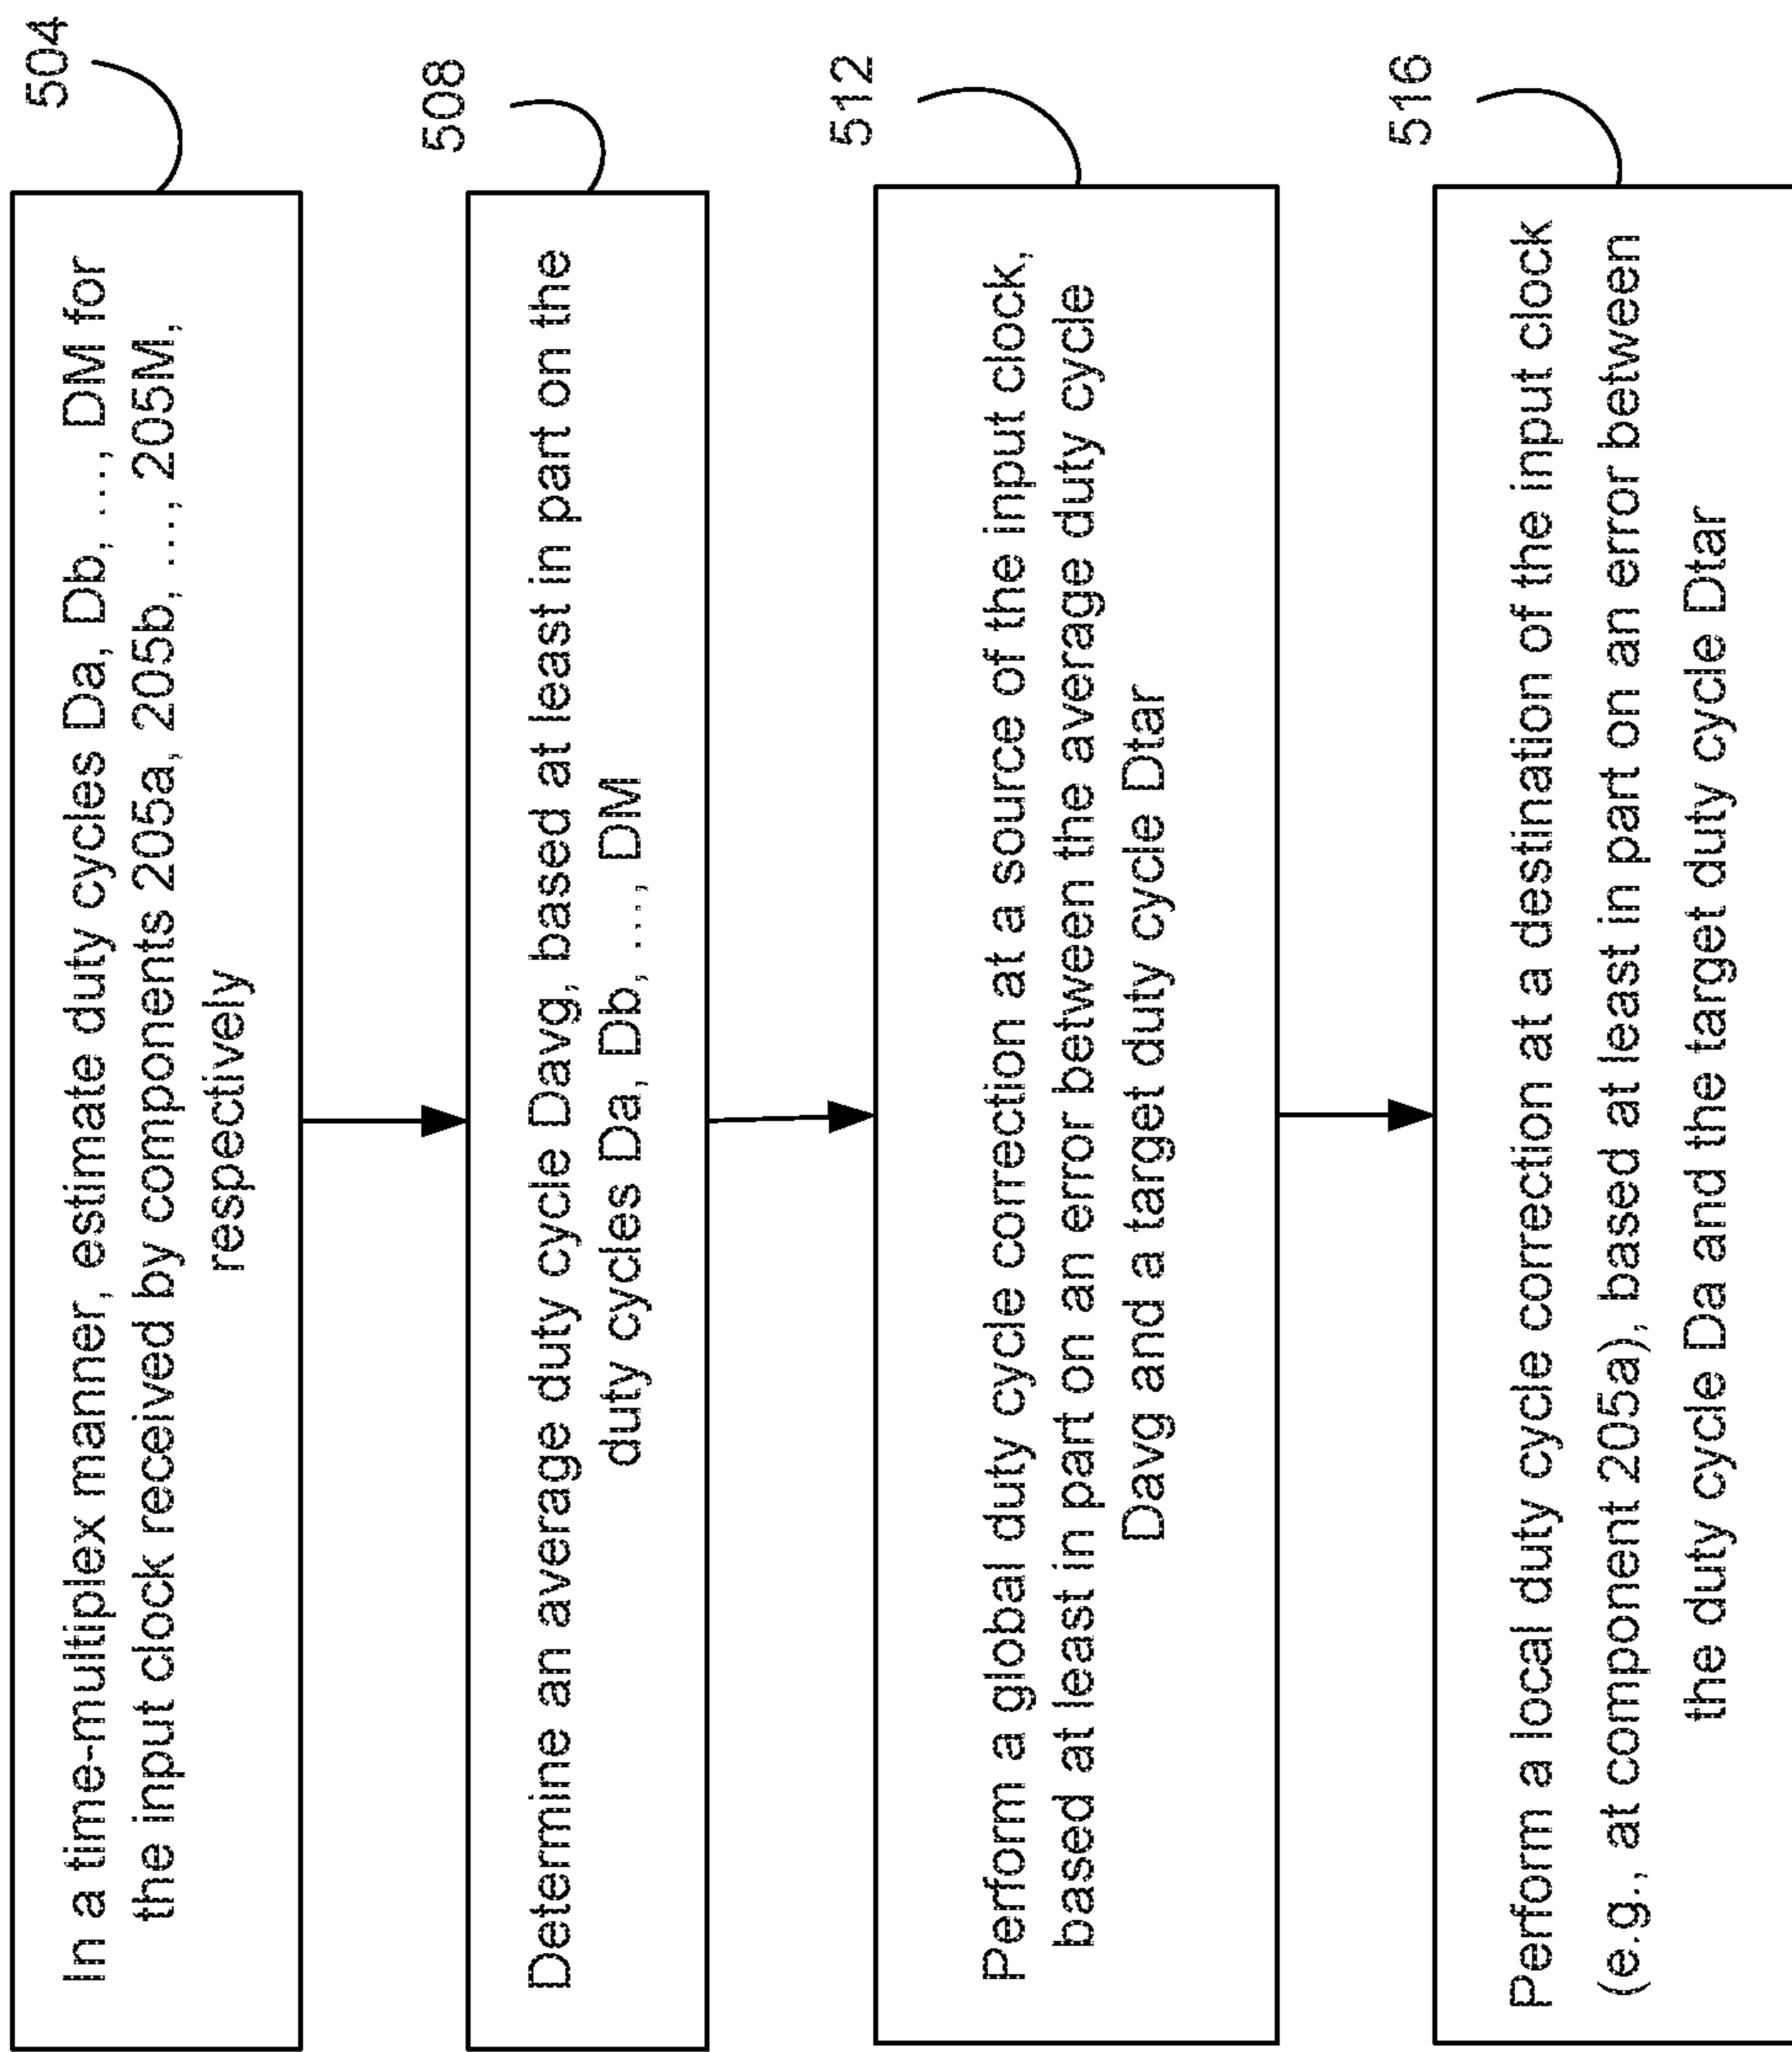 504
In a time-multiplex manner, estimate duty cycles Da, Db, ..., DM for
the input clock received by components 205a, 205b, ..., 205M,
respectively
508
Determine an average duty cycle Davg, based at least in part on the
duty cycles Da, Db, ..., DM
512
Perform a global duty cycle correction at a source of the input clock,
based at least in part on an error between the average duty cycle
Davg and a target duty cycle Dtar
516
Perform a local duty cycle correction at a destination of the input clock
(e.g., at component 205a), based at least in part on an error between
the duty cycle Da and the target duty cycle Dtar